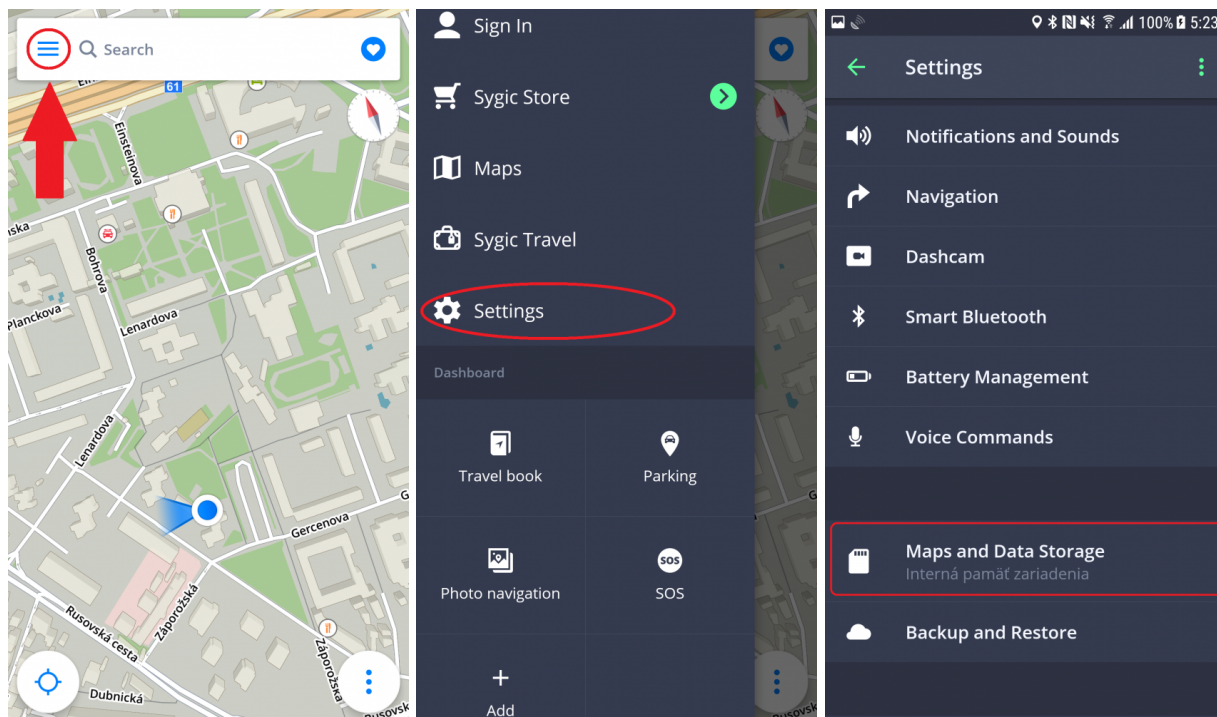 Search
61
Einsteinova
Bohrova
Planckova
Lenardova
Lenardova
Gercenova
Rusovská cesta
Záporožská
Záporožská
Dubnická
Sign In
Sygic Store
Maps
Sygic Travel
Settings
Dashboard
Travel book
Parking
Photo navigation
SOS
SOS
Add
100% 5:23
Settings
Notifications and Sounds
Navigation
Dashcam
Smart Bluetooth
Battery Management
Voice Commands
Maps and Data Storage
Interná pamäť zariadenia
Backup and Restore